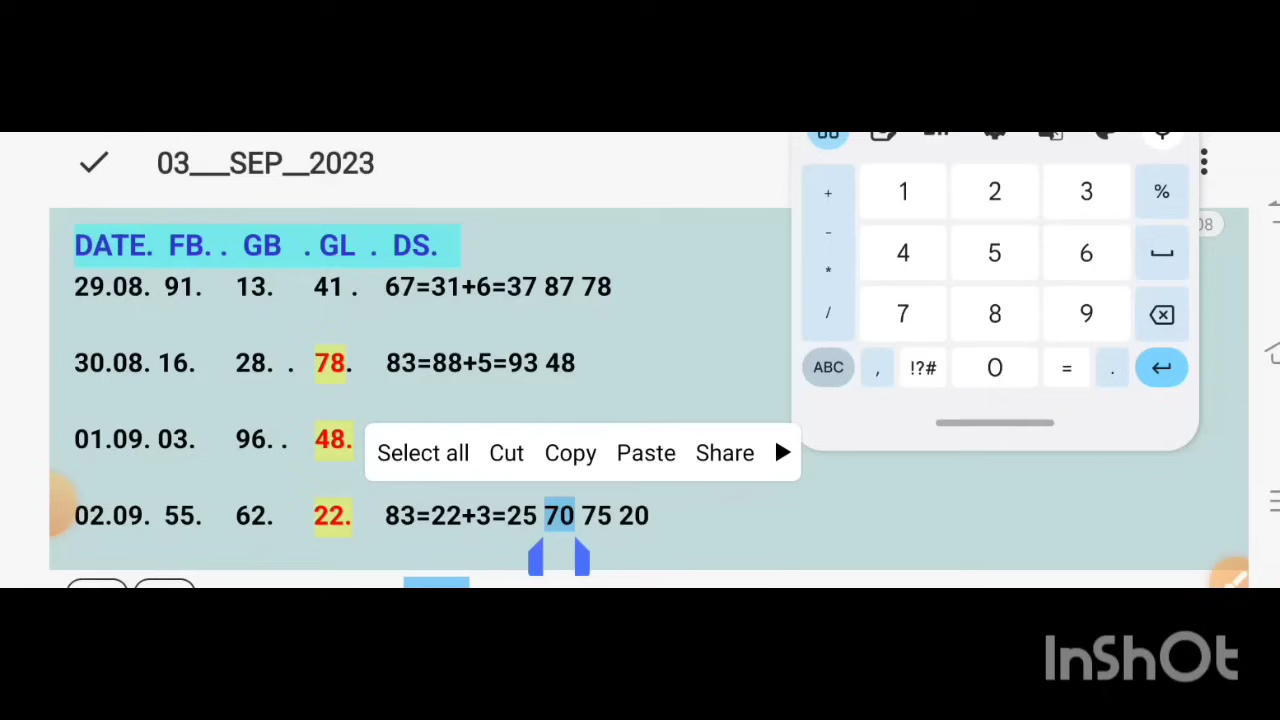 03___SEP__2023
DATE. FB. . GB . GL . DS.
29.08. 91. 13. 41 . 67=31+6=37 87 78
30.08. 16. 28. . 78. 83=88+5=93 48
01.09. 03. 96. . 48.
Select all Cut Copy Paste Share
02.09. 55. 62. 22. 83=22+3=25 70 75 20
+ 1 2 3 %
- 4 5 6
* 7 8 9
/
ABC , !?# 0 = .
08
InShOt